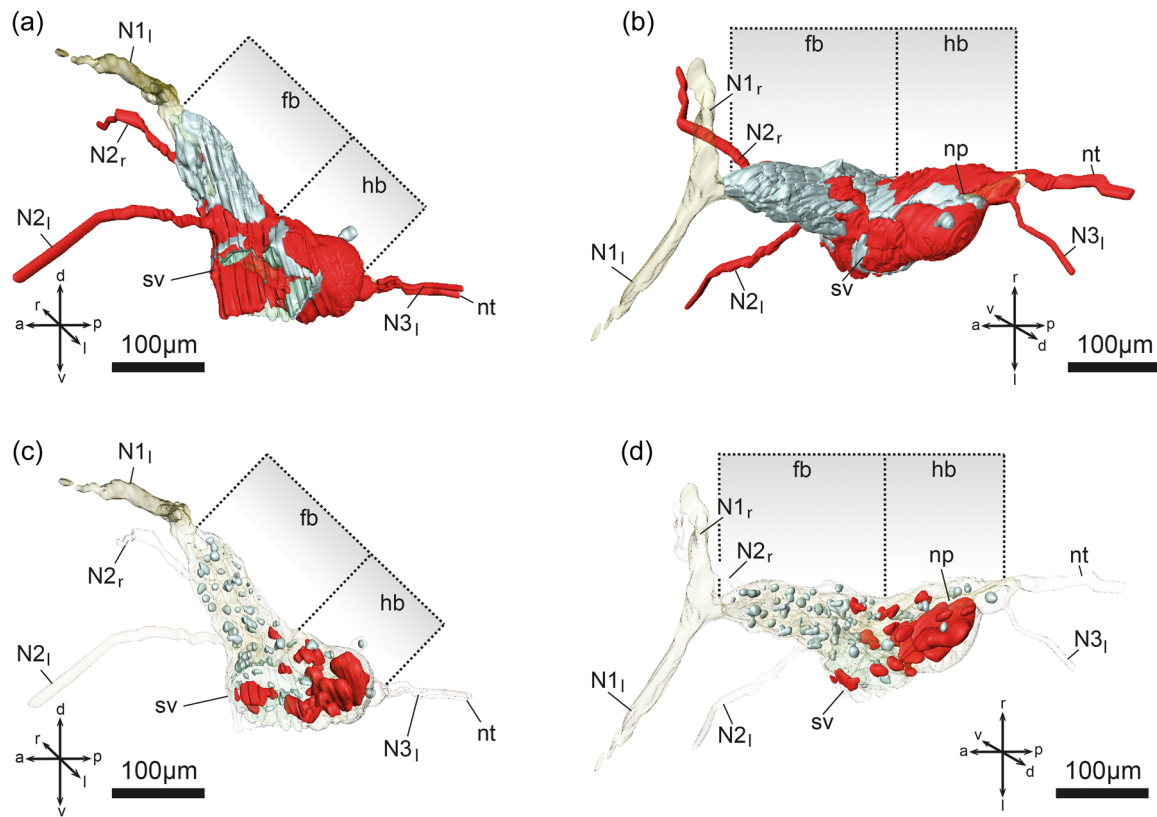 (a)
N1l
fb
N2r
hb
N2l
sv
N3l
nt
d
r
a
p
l
v
100µm
(b)
fb
hb
N1r
N2r
np
nt
N1l
N2l
sv
N3l
r
v
a
p
d
l
100µm
(c)
N1l
fb
N2r
hb
N2l
sv
N3l
nt
d
r
a
p
l
v
100µm
(d)
fb
hb
N1r
N2r
np
nt
N1l
N2l
sv
N3l
r
v
a
p
d
l
100µm